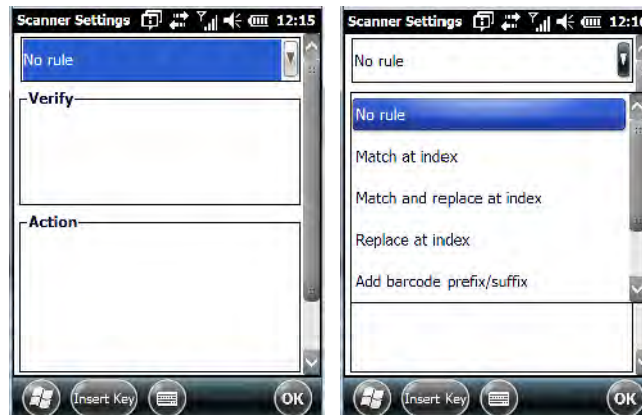 Scanner Settings 12:15
No rule
Verify
Action
Insert Key
OK
Scanner Settings 12:16
No rule
No rule
Match at index
Match and replace at index
Replace at index
Add barcode prefix/suffix
Insert Key
OK